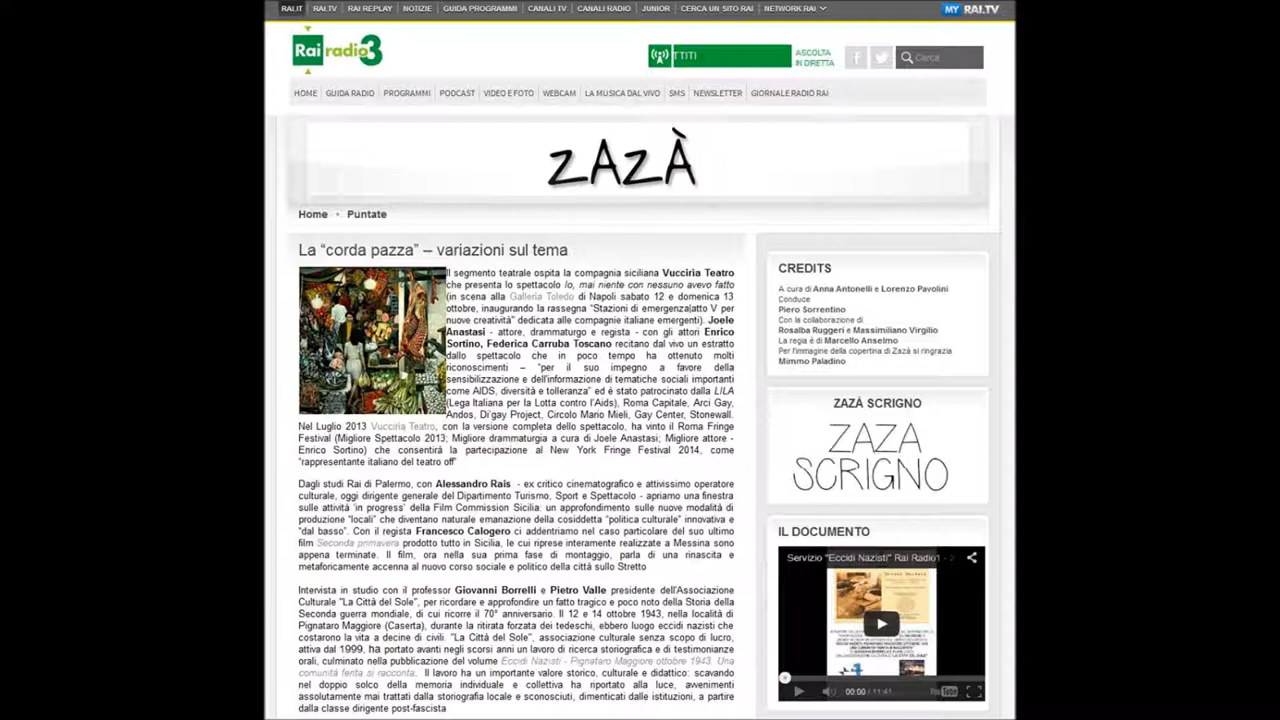 RAI.IT RAI.TV RAI REPLAY NOTIZIE GUIDA PROGRAMMI CANALI TV CANALI RADIO JUNIOR CERCA UN SITO RAI NETWORK RAI MY RAI.TV
Rai radio3
TTITI
ASCOLTA
IN DIRETTA
Cerca
HOME GUIDA RADIO PROGRAMMI PODCAST VIDEO E FOTO WEBCAM LA MUSICA DAL VIVO SMS NEWSLETTER GIORNALE RADIO RAI
ZAZÀ
Home • Puntate
La “corda pazza” – variazioni sul tema
Il segmento teatrale ospita la compagnia siciliana Vucciria Teatro
che presenta lo spettacolo Io, mai niente con nessuno avevo fatto
(in scena alla Galleria Toledo di Napoli sabato 12 e domenica 13
ottobre, inaugurando la rassegna “Stazioni di emergenza|atto V per
nuove creatività” dedicata alle compagnie italiane emergenti). Joele
Anastasi - attore, drammaturgo e regista - con gli attori Enrico
Sortino, Federica Carruba Toscano recitano dal vivo un estratto
dallo spettacolo che in poco tempo ha ottenuto molti
riconoscimenti – “per il suo impegno a favore della
sensibilizzazione e dell'informazione di tematiche sociali importanti
come AIDS, diversità e tolleranza” ed è stato patrocinato dalla LILA
(Lega Italiana per la Lotta contro l'Aids), Roma Capitale, Arci Gay,
Andos, Di'gay Project, Circolo Mario Mieli, Gay Center, Stonewall.
Nel Luglio 2013 Vucciria Teatro, con la versione completa dello spettacolo, ha vinto il Roma Fringe
Festival (Migliore Spettacolo 2013; Migliore drammaturgia a cura di Joele Anastasi; Migliore attore -
Enrico Sortino) che consentirà la partecipazione al New York Fringe Festival 2014, come
“rappresentante italiano del teatro off”
Dagli studi Rai di Palermo, con Alessandro Rais - ex critico cinematografico e attivissimo operatore
culturale, oggi dirigente generale del Dipartimento Turismo, Sport e Spettacolo - apriamo una finestra
sulle attività 'in progress' della Film Commission Sicilia: un approfondimento sulle nuove modalità di
produzione “locali” che diventano naturale emanazione della cosiddetta “politica culturale” innovativa e
“dal basso”. Con il regista Francesco Calogero ci addentriamo nel caso particolare del suo ultimo
film Seconda primavera prodotto tutto in Sicilia, le cui riprese interamente realizzate a Messina sono
appena terminate. Il film, ora nella sua prima fase di montaggio, parla di una rinascita e
metaforicamente accenna al nuovo corso sociale e politico della città sullo Stretto
Intervista in studio con il professor Giovanni Borrelli e Pietro Valle presidente dell'Associazione
Culturale "La Città del Sole", per ricordare e approfondire un fatto tragico e poco noto della Storia della
Seconda guerra mondiale, di cui ricorre il 70° anniversario. Il 12 e 14 ottobre 1943, nella località di
Pignataro Maggiore (Caserta), durante la ritirata forzata dei tedeschi, ebbero luogo eccidi nazisti che
costarono la vita a decine di civili. "La Città del Sole", associazione culturale senza scopo di lucro,
attiva dal 1999, ha portato avanti negli scorsi anni un lavoro di ricerca storiografica e di testimonianze
orali, culminato nella pubblicazione del volume Eccidi Nazisti - Pignataro Maggiore ottobre 1943. Una
comunità ferita si racconta. Il lavoro ha un importante valore storico, culturale e didattico: scavando
nel doppio solco della memoria individuale e collettiva ha riportato alla luce, avvenimenti
assolutamente mai trattati dalla storiografia locale e sconosciuti, dimenticati dalle istituzioni, a partire
dalla classe dirigente post-fascista
CREDITS
A cura di Anna Antonelli e Lorenzo Pavolini
Conduce
Piero Sorrentino
Con la collaborazione di
Rosalba Ruggeri e Massimiliano Virgilio
La regia è di Marcello Anselmo
Per l'immagine della copertina di Zazà si ringrazia
Mimmo Paladino
ZAZÀ SCRIGNO
ZAZA
SCRIGNO
IL DOCUMENTO
Servizio "Eccidi Nazisti" Rai Radio1 - 2
00:00 / 11:41 YouTube